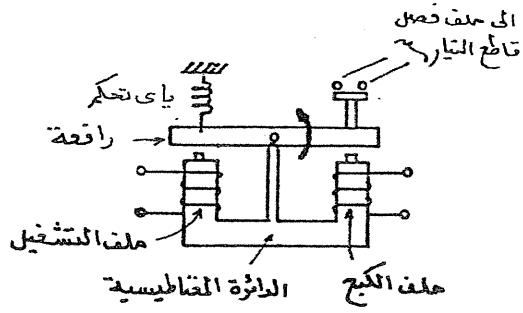 الى ملف فصل
قاطع التيار
ياى تحكم
رافعة
ملف التشغيل
الدائرة المغناطيسية
ملف الكبح